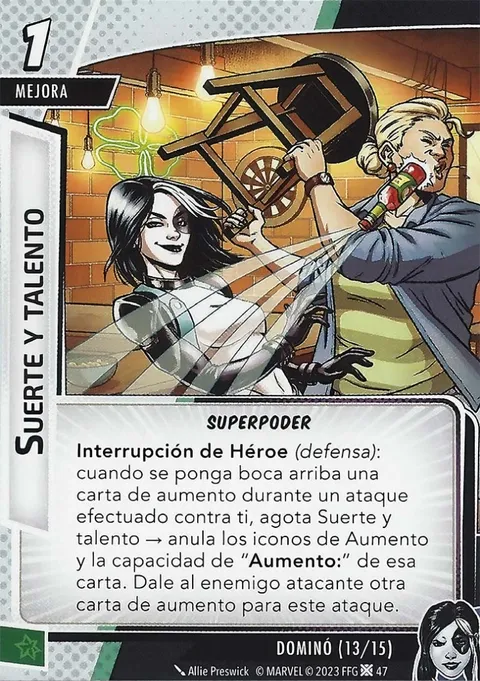 1
MEJORA
SUERTE Y TALENTO
SUPERPODER
Interrupción de Héroe (defensa):
cuando se ponga boca arriba una
carta de aumento durante un ataque
efectuado contra ti, agota Suerte y
talento → anula los iconos de Aumento
y la capacidad de "Aumento:" de esa
carta. Dale al enemigo atacante otra
carta de aumento para este ataque.
DOMINÓ (13/15)
Allie Preswick © MARVEL © 2023 FFG 47